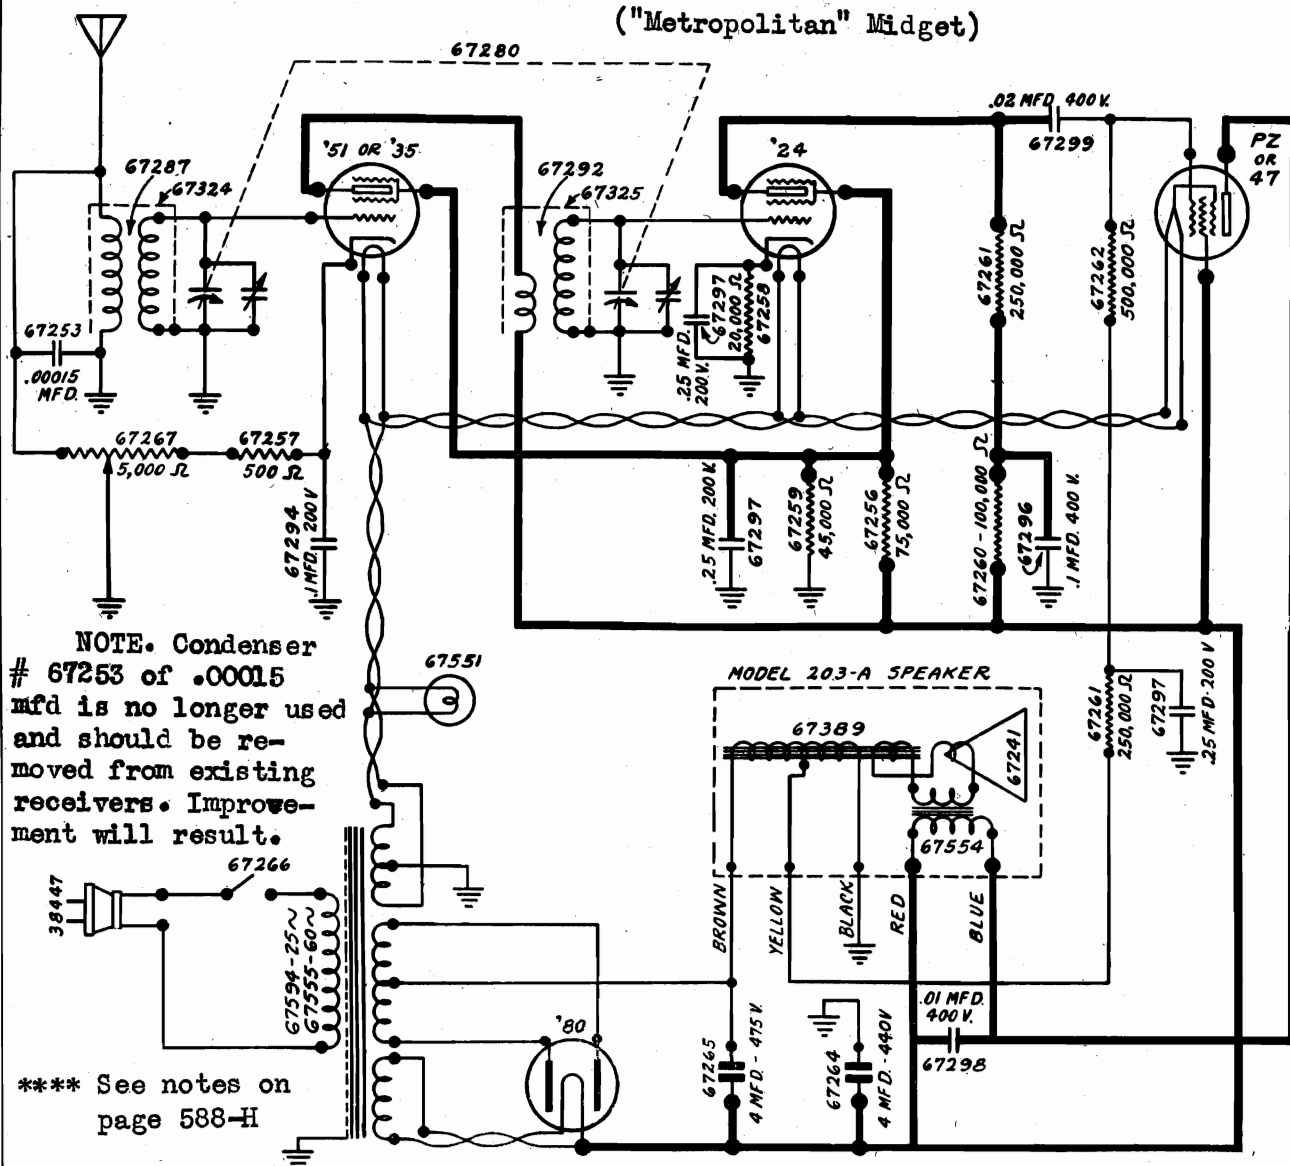 ("Metropolitan" Midget)
67280
.02 MFD. 400 V.
67299
PZ
OR
47
'51 OR '35
'24
67287
67324
67292
67325
67253
.00015
MFD.
67297
.25 MFD.
200 V.
20,000 Ω
67258
67261
250,000 Ω
67262
500,000 Ω
67267
5,000 Ω
67257
500 Ω
67294
.1 MFD. 200V
.25 MFD. 200 V.
67297
67259
45,000 Ω
67256
75,000 Ω
67260-100,000 Ω
67296
.1 MFD. 400 V.
NOTE. Condenser
# 67253 of .00015
mfd is no longer used
and should be re-
moved from existing
receivers. Improve-
ment will result.
67551
MODEL 203-A SPEAKER
67389
67241
67554
67261
250,000 Ω
67297
.25 MFD-200 V
BROWN
YELLOW
BLACK
RED
BLUE
67266
38447
67594-25~
67555-60~
'80
.01 MFD.
400 V.
67298
67265
4 MFD.-475 V
67264
4 MFD.-440V
**** See notes on
page 588-H